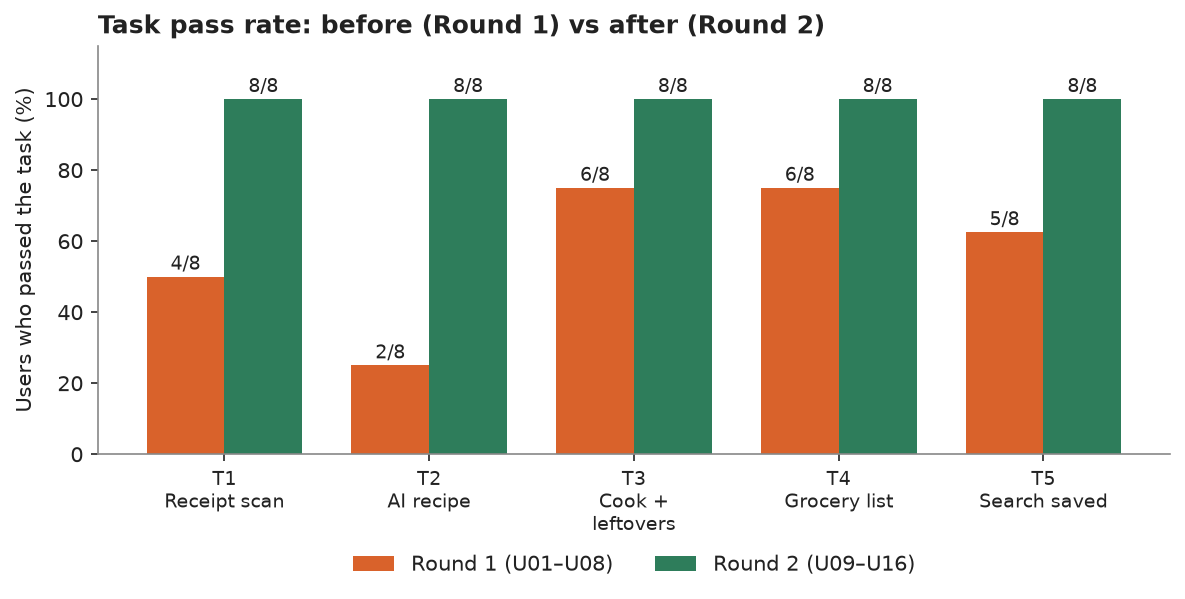 Task pass rate: before (Round 1) vs after (Round 2)
Users who passed the task (%)
100
80
60
40
20
0
4/8
8/8
2/8
8/8
6/8
8/8
6/8
8/8
5/8
8/8
T1
Receipt scan
T2
AI recipe
T3
Cook +
leftovers
T4
Grocery list
T5
Search saved
Round 1 (U01–U08)
Round 2 (U09–U16)